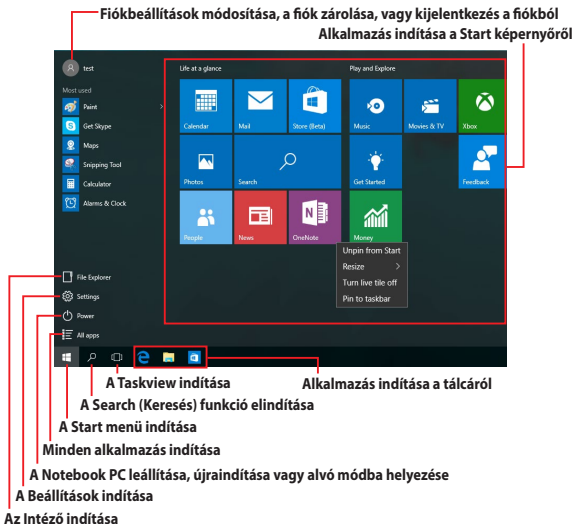 Fiókbeállítások módosítása, a fiók zárolása, vagy kijelentkezés a fiókból
Alkalmazás indítása a Start képernyőről
test
Life at a glance
Play and Explore
Most used
Paint
Get Skype
Maps
Snipping Tool
Calculator
Alarms & Clock
Calendar
Mail
Store (Beta)
Music
Movies & TV
Xbox
Photos
Search
Get Started
Feedback
People
News
OneNote
Money
Unpin from Start
Resize
Turn live tile off
Pin to taskbar
File Explorer
Settings
Power
All apps
A Taskview indítása
Alkalmazás indítása a tálcáról
A Search (Keresés) funkció elindítása
A Start menü indítása
Minden alkalmazás indítása
A Notebook PC leállítása, újraindítása vagy alvó módba helyezése
A Beállítások indítása
Az Intéző indítása